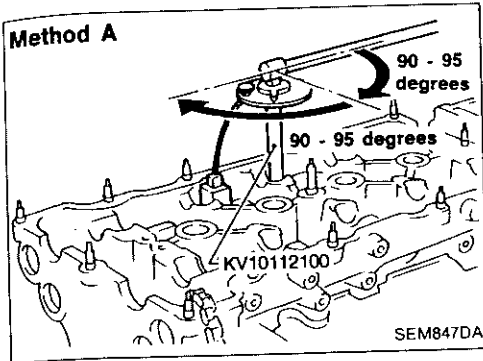 Method A
90 - 95
degrees
90 - 95 degrees
KV10112100
SEM847DA